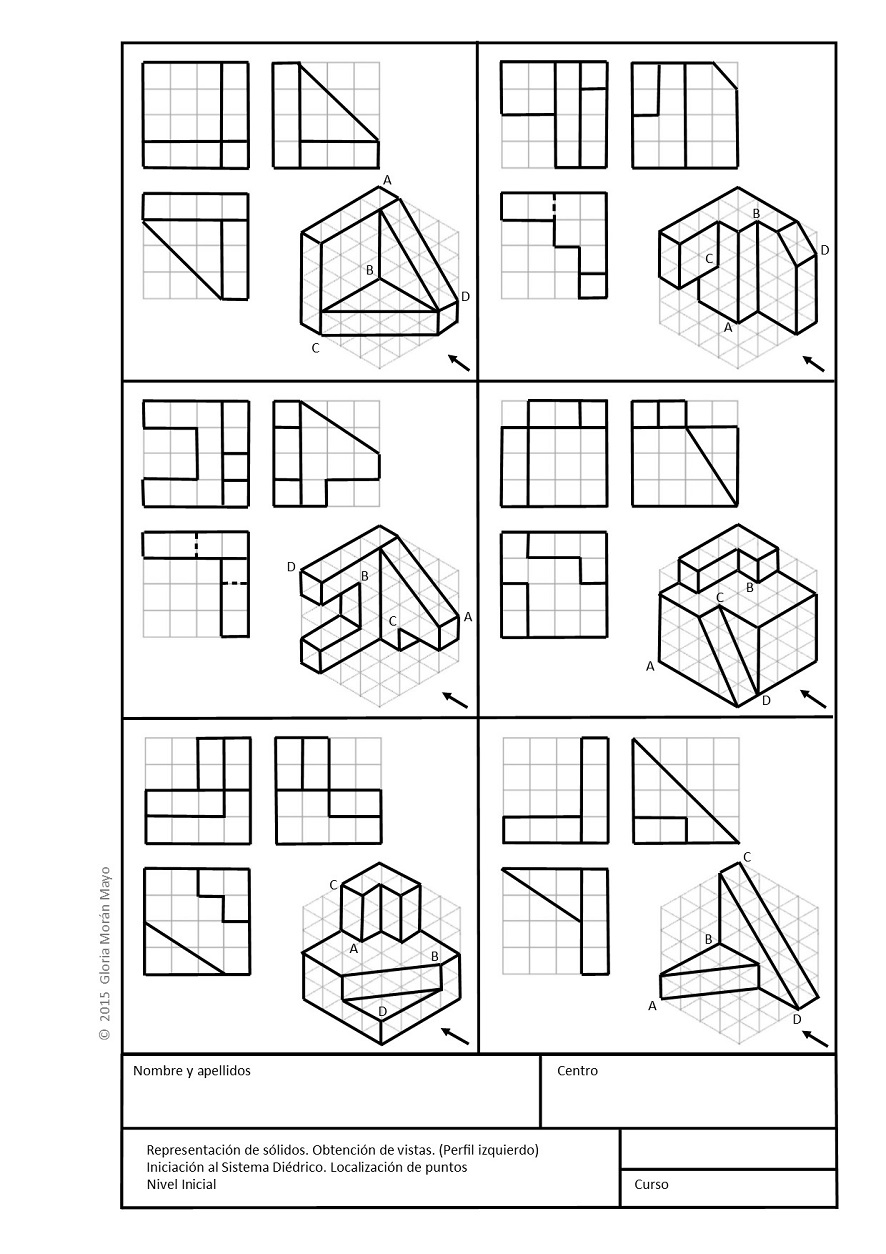 A
B
D
C
B
D
C
A
D
B
A
C
B
C
A
D
C
A
B
D
C
B
A
D
© 2015 Gloria Morán Mayo
Nombre y apellidos
Centro
Representación de sólidos. Obtención de vistas. (Perfil izquierdo)
Iniciación al Sistema Diédrico. Localización de puntos
Nivel Inicial
Curso